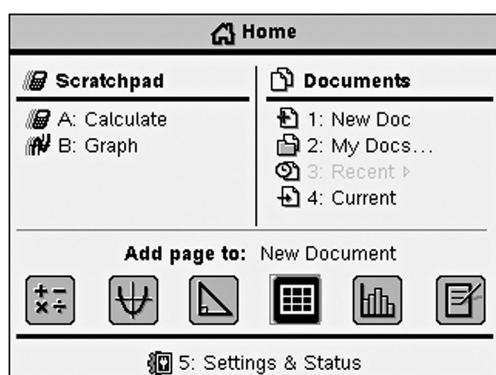 Home
Scratchpad
A: Calculate
B: Graph
Documents
1: New Doc
2: My Docs...
3: Recent ▹
4: Current
Add page to: New Document
5: Settings & Status